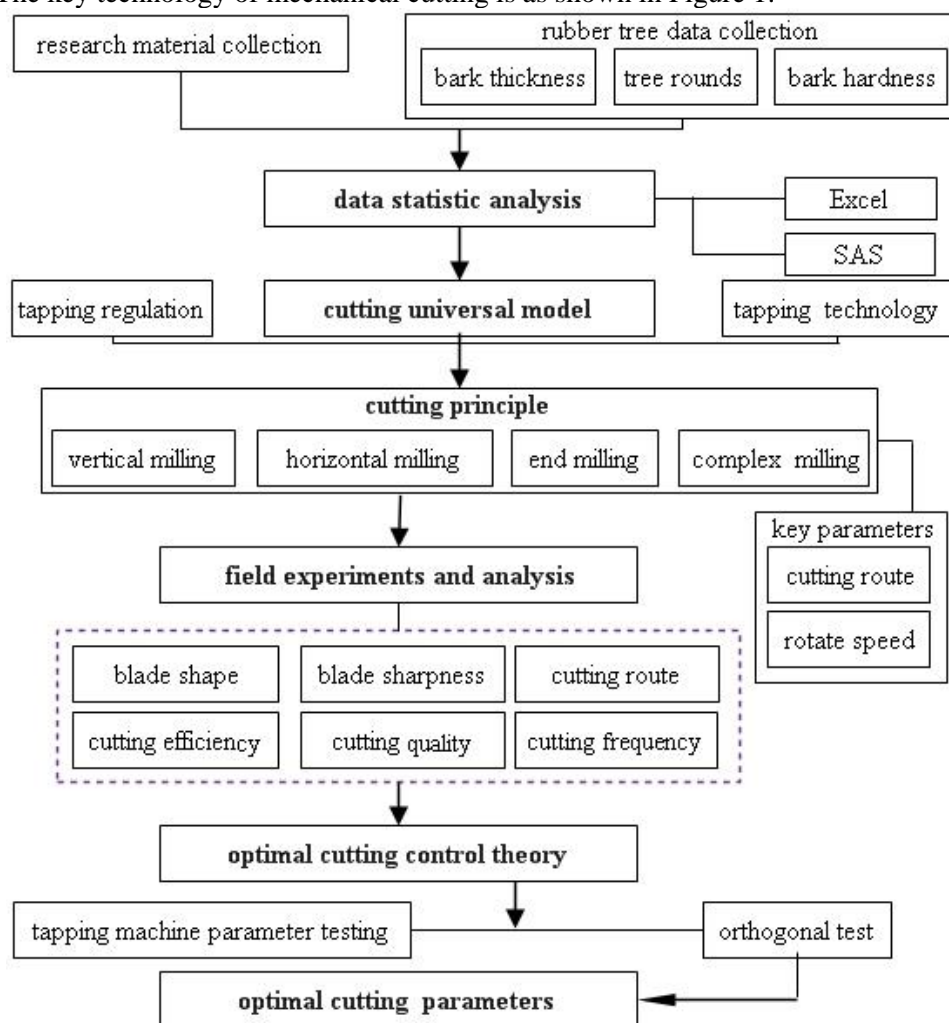 The key technology of mechanical cutting is as shown in Figure 1.
research material collection
rubber tree data collection
bark thickness
tree rounds
bark hardness
data statistic analysis
Excel
SAS
tapping regulation
cutting universal model
tapping technology
cutting principle
vertical milling
horizontal milling
end milling
complex milling
key parameters
cutting route
rotate speed
field experiments and analysis
blade shape
blade sharpness
cutting route
cutting efficiency
cutting quality
cutting frequency
optimal cutting control theory
tapping machine parameter testing
orthogonal test
optimal cutting parameters